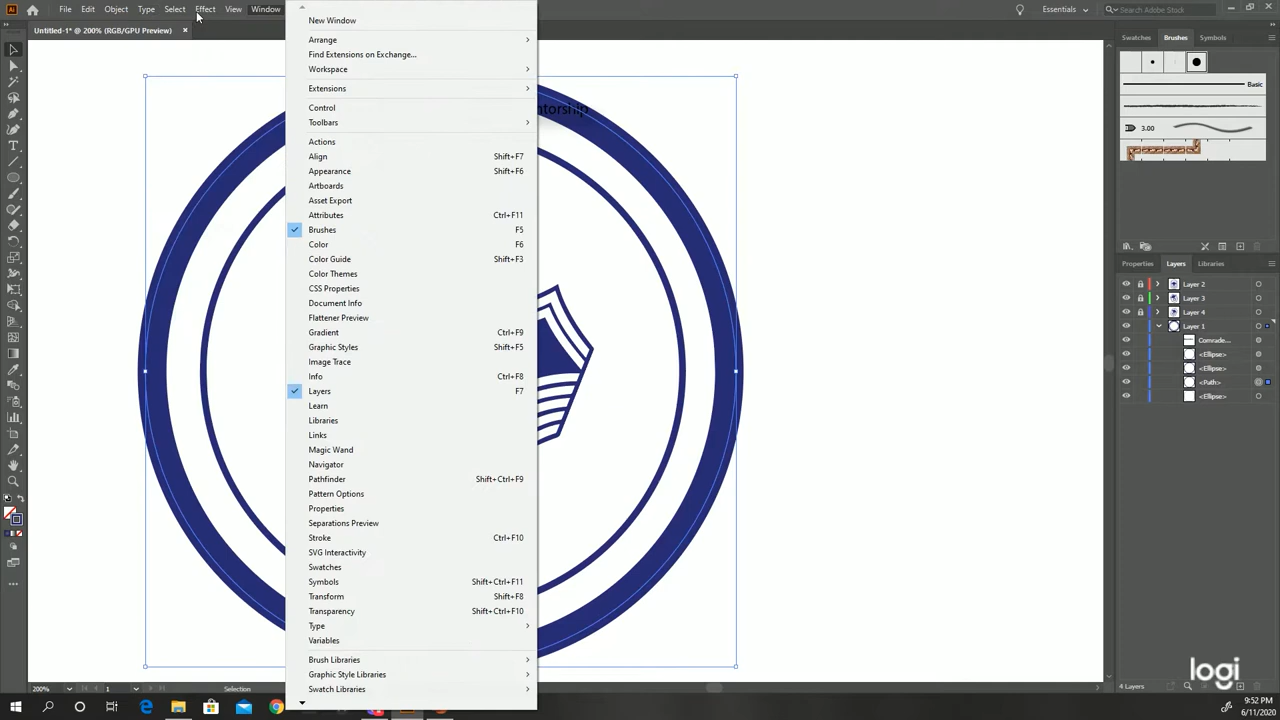 Ai File Edit Object Type Select Effect View Window Essentials Search Adobe Stock
Untitled-1* @ 200% (RGB/GPU Preview) ×
New Window
Arrange
Find Extensions on Exchange...
Workspace
Extensions
Control
Toolbars
Actions
Align Shift+F7
Appearance Shift+F6
Artboards
Asset Export
Attributes Ctrl+F11
Brushes F5
Color F6
Color Guide Shift+F3
Color Themes
CSS Properties
Document Info
Flattener Preview
Gradient Ctrl+F9
Graphic Styles Shift+F5
Image Trace
Info Ctrl+F8
Layers F7
Learn
Libraries
Links
Magic Wand
Navigator
Pathfinder Shift+Ctrl+F9
Pattern Options
Properties
Separations Preview
Stroke Ctrl+F10
SVG Interactivity
Swatches
Symbols Shift+Ctrl+F11
Transform Shift+F8
Transparency Shift+Ctrl+F10
Type
Variables
Brush Libraries
Graphic Style Libraries
Swatch Libraries
ntorship
Swatches Brushes Symbols
Basic
3.00
Properties Layers Libraries
Layer 2
Layer 3
Layer 4
Layer 1
Comrade...
<Ellipse>
<Ellipse>
<Path>
<Ellipse>
4 Layers
200% 1 Selection
logi
9:52 PM
6/11/2020